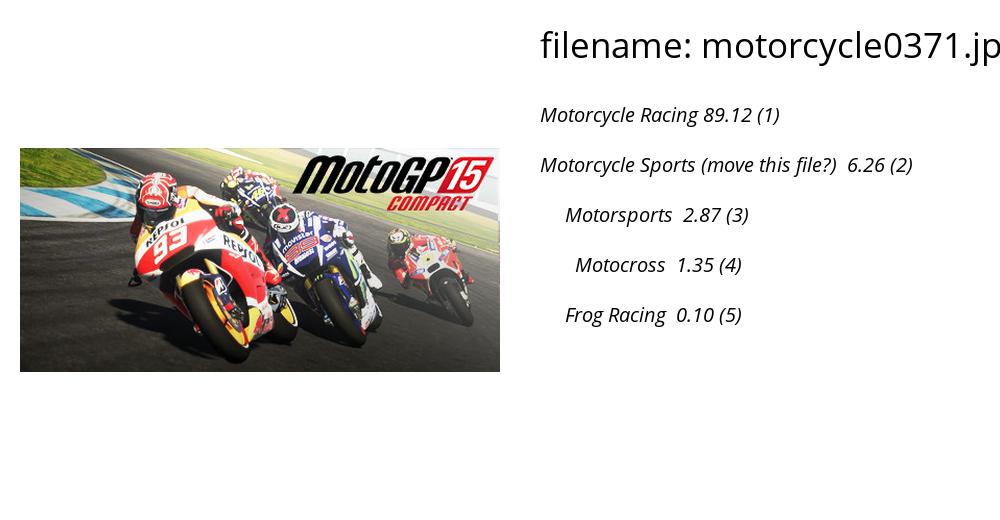 filename: motorcycle0371.jp
Motorcycle Racing 89.12 (1)
Motorcycle Sports (move this file?) 6.26 (2)
Motorsports 2.87 (3)
Motocross 1.35 (4)
Frog Racing 0.10 (5)
MotoGP 15
COMPACT
REPSOL
93
REPSOL
movistar
99